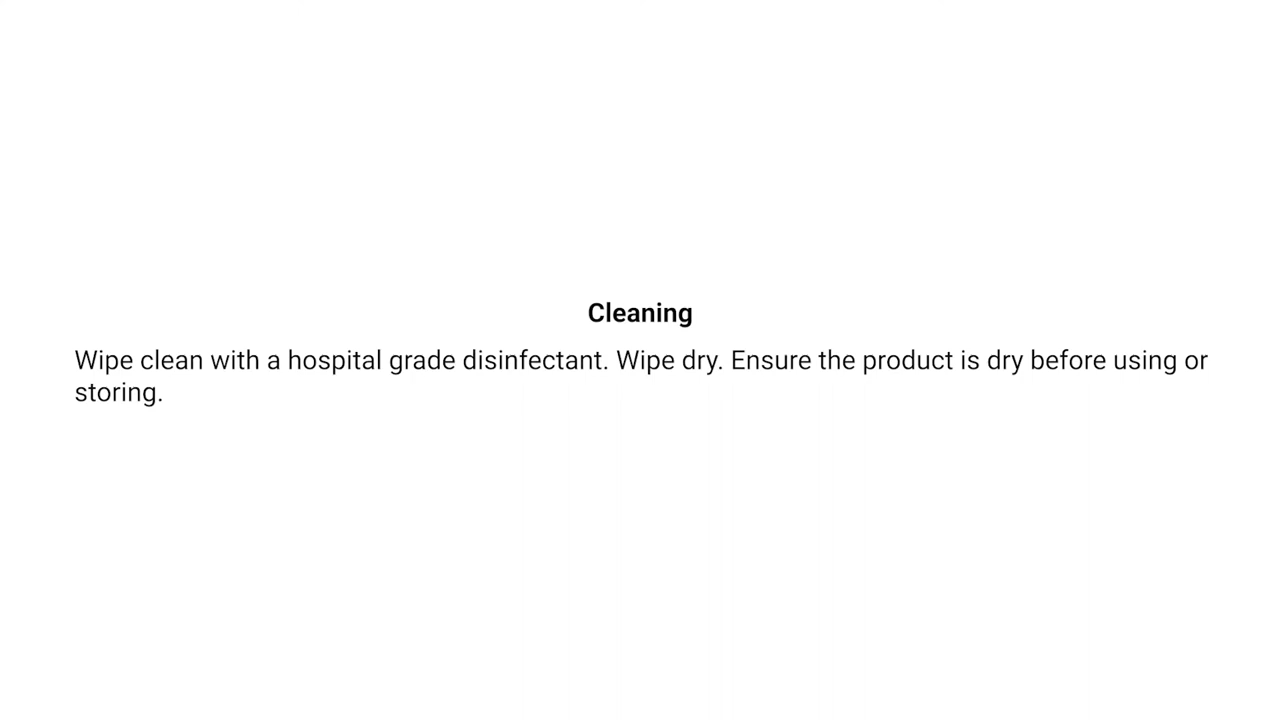 Cleaning
Wipe clean with a hospital grade disinfectant. Wipe dry. Ensure the product is dry before using or
storing.